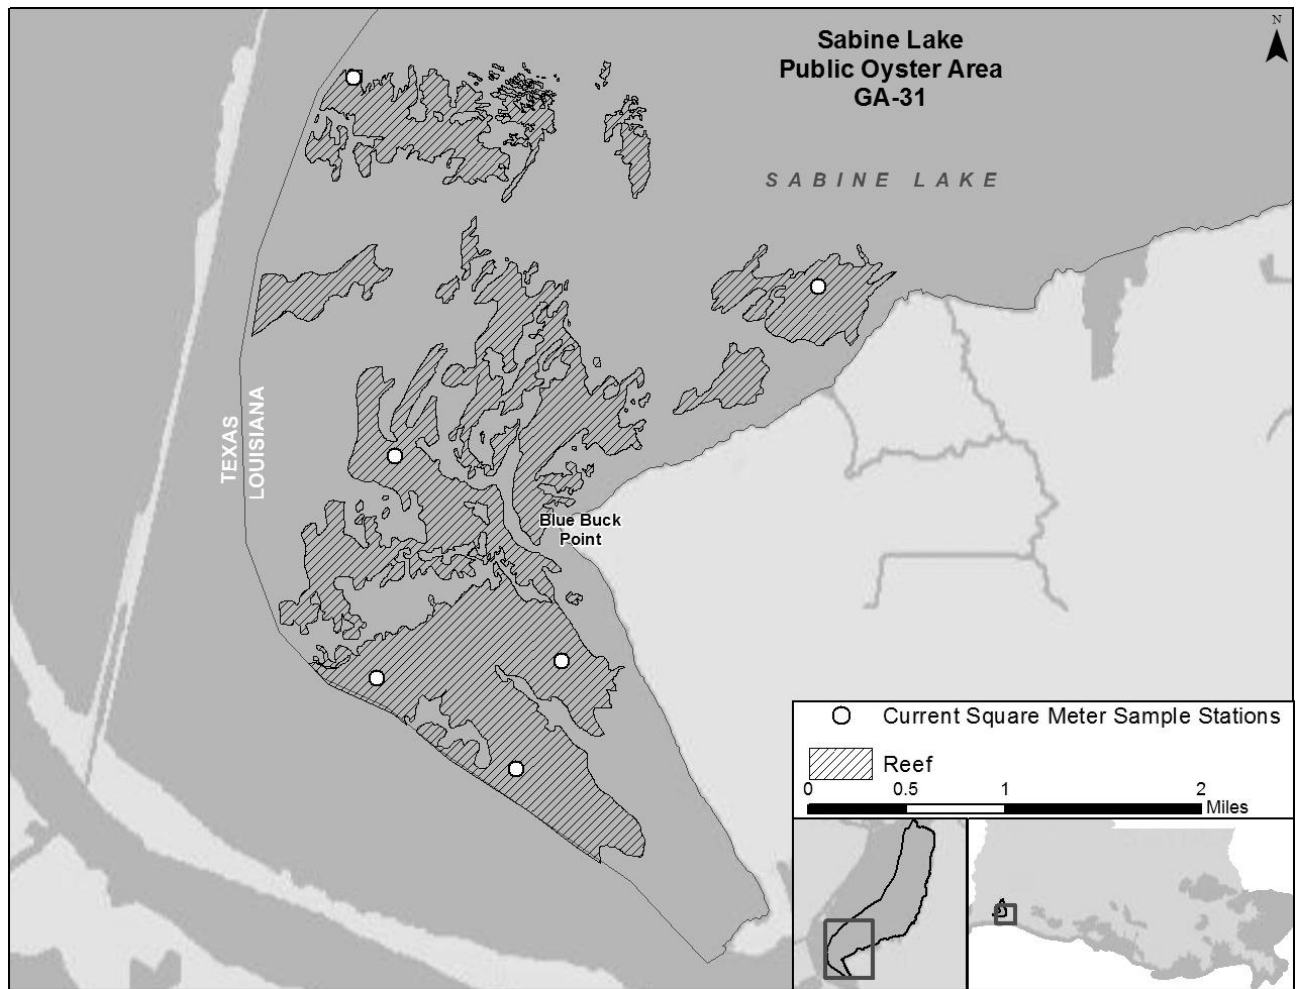 N
Sabine Lake
Public Oyster Area
GA-31
SABINE LAKE
TEXAS
LOUISIANA
Blue Buck
Point
Current Square Meter Sample Stations
Reef
0 0.5 1 2
Miles